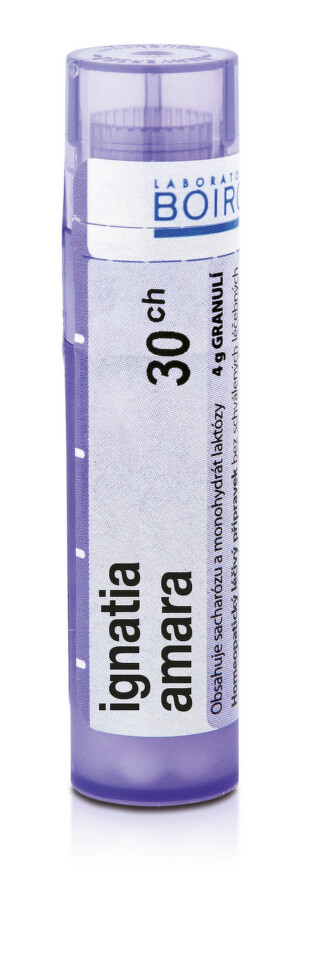 LABORATO
BOIRO
ignatia
amara
30 ch
4 g GRANULÍ
Obsahuje sacharózu a monohydrát laktózy
Homeopatický léčivý přípravek bez schválených léčebných